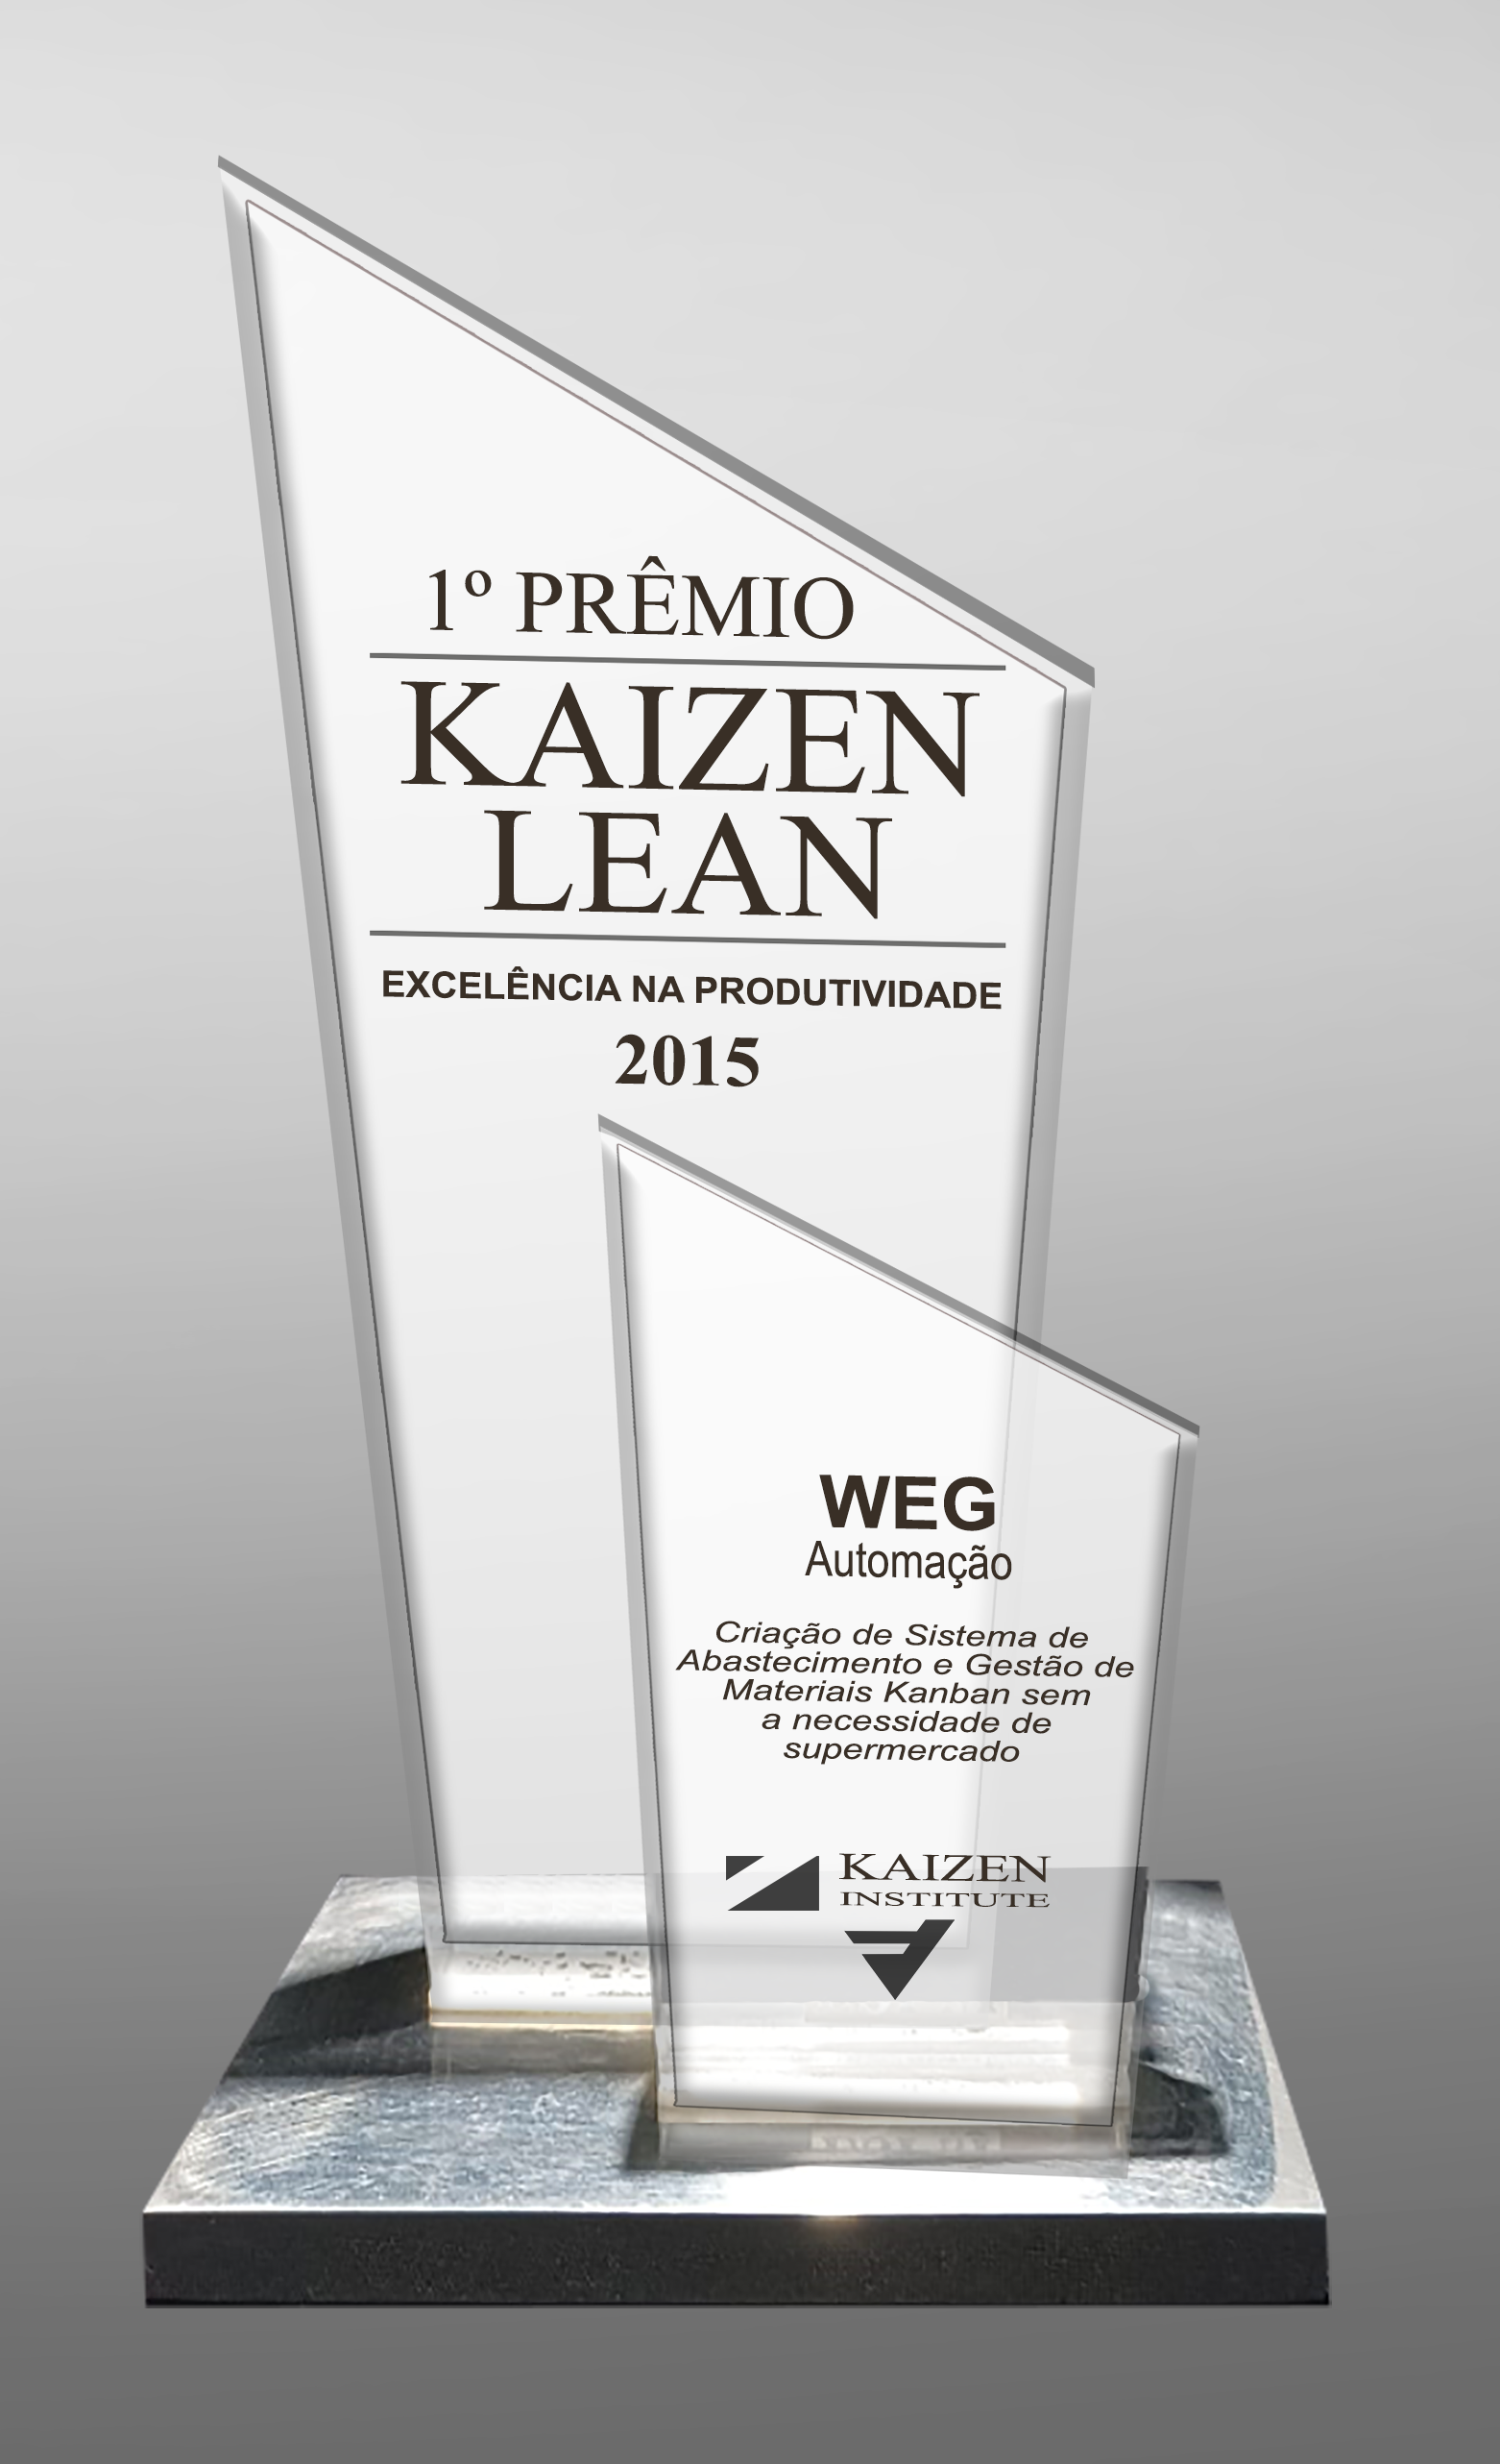 1º PRÊMIO
KAIZEN
LEAN
EXCELÊNCIA NA PRODUTIVIDADE
2015
WEG
Automação
Criação de Sistema de
Abastecimento e Gestão de
Materiais Kanban sem
a necessidade de
supermercado
KAIZEN
INSTITUTE